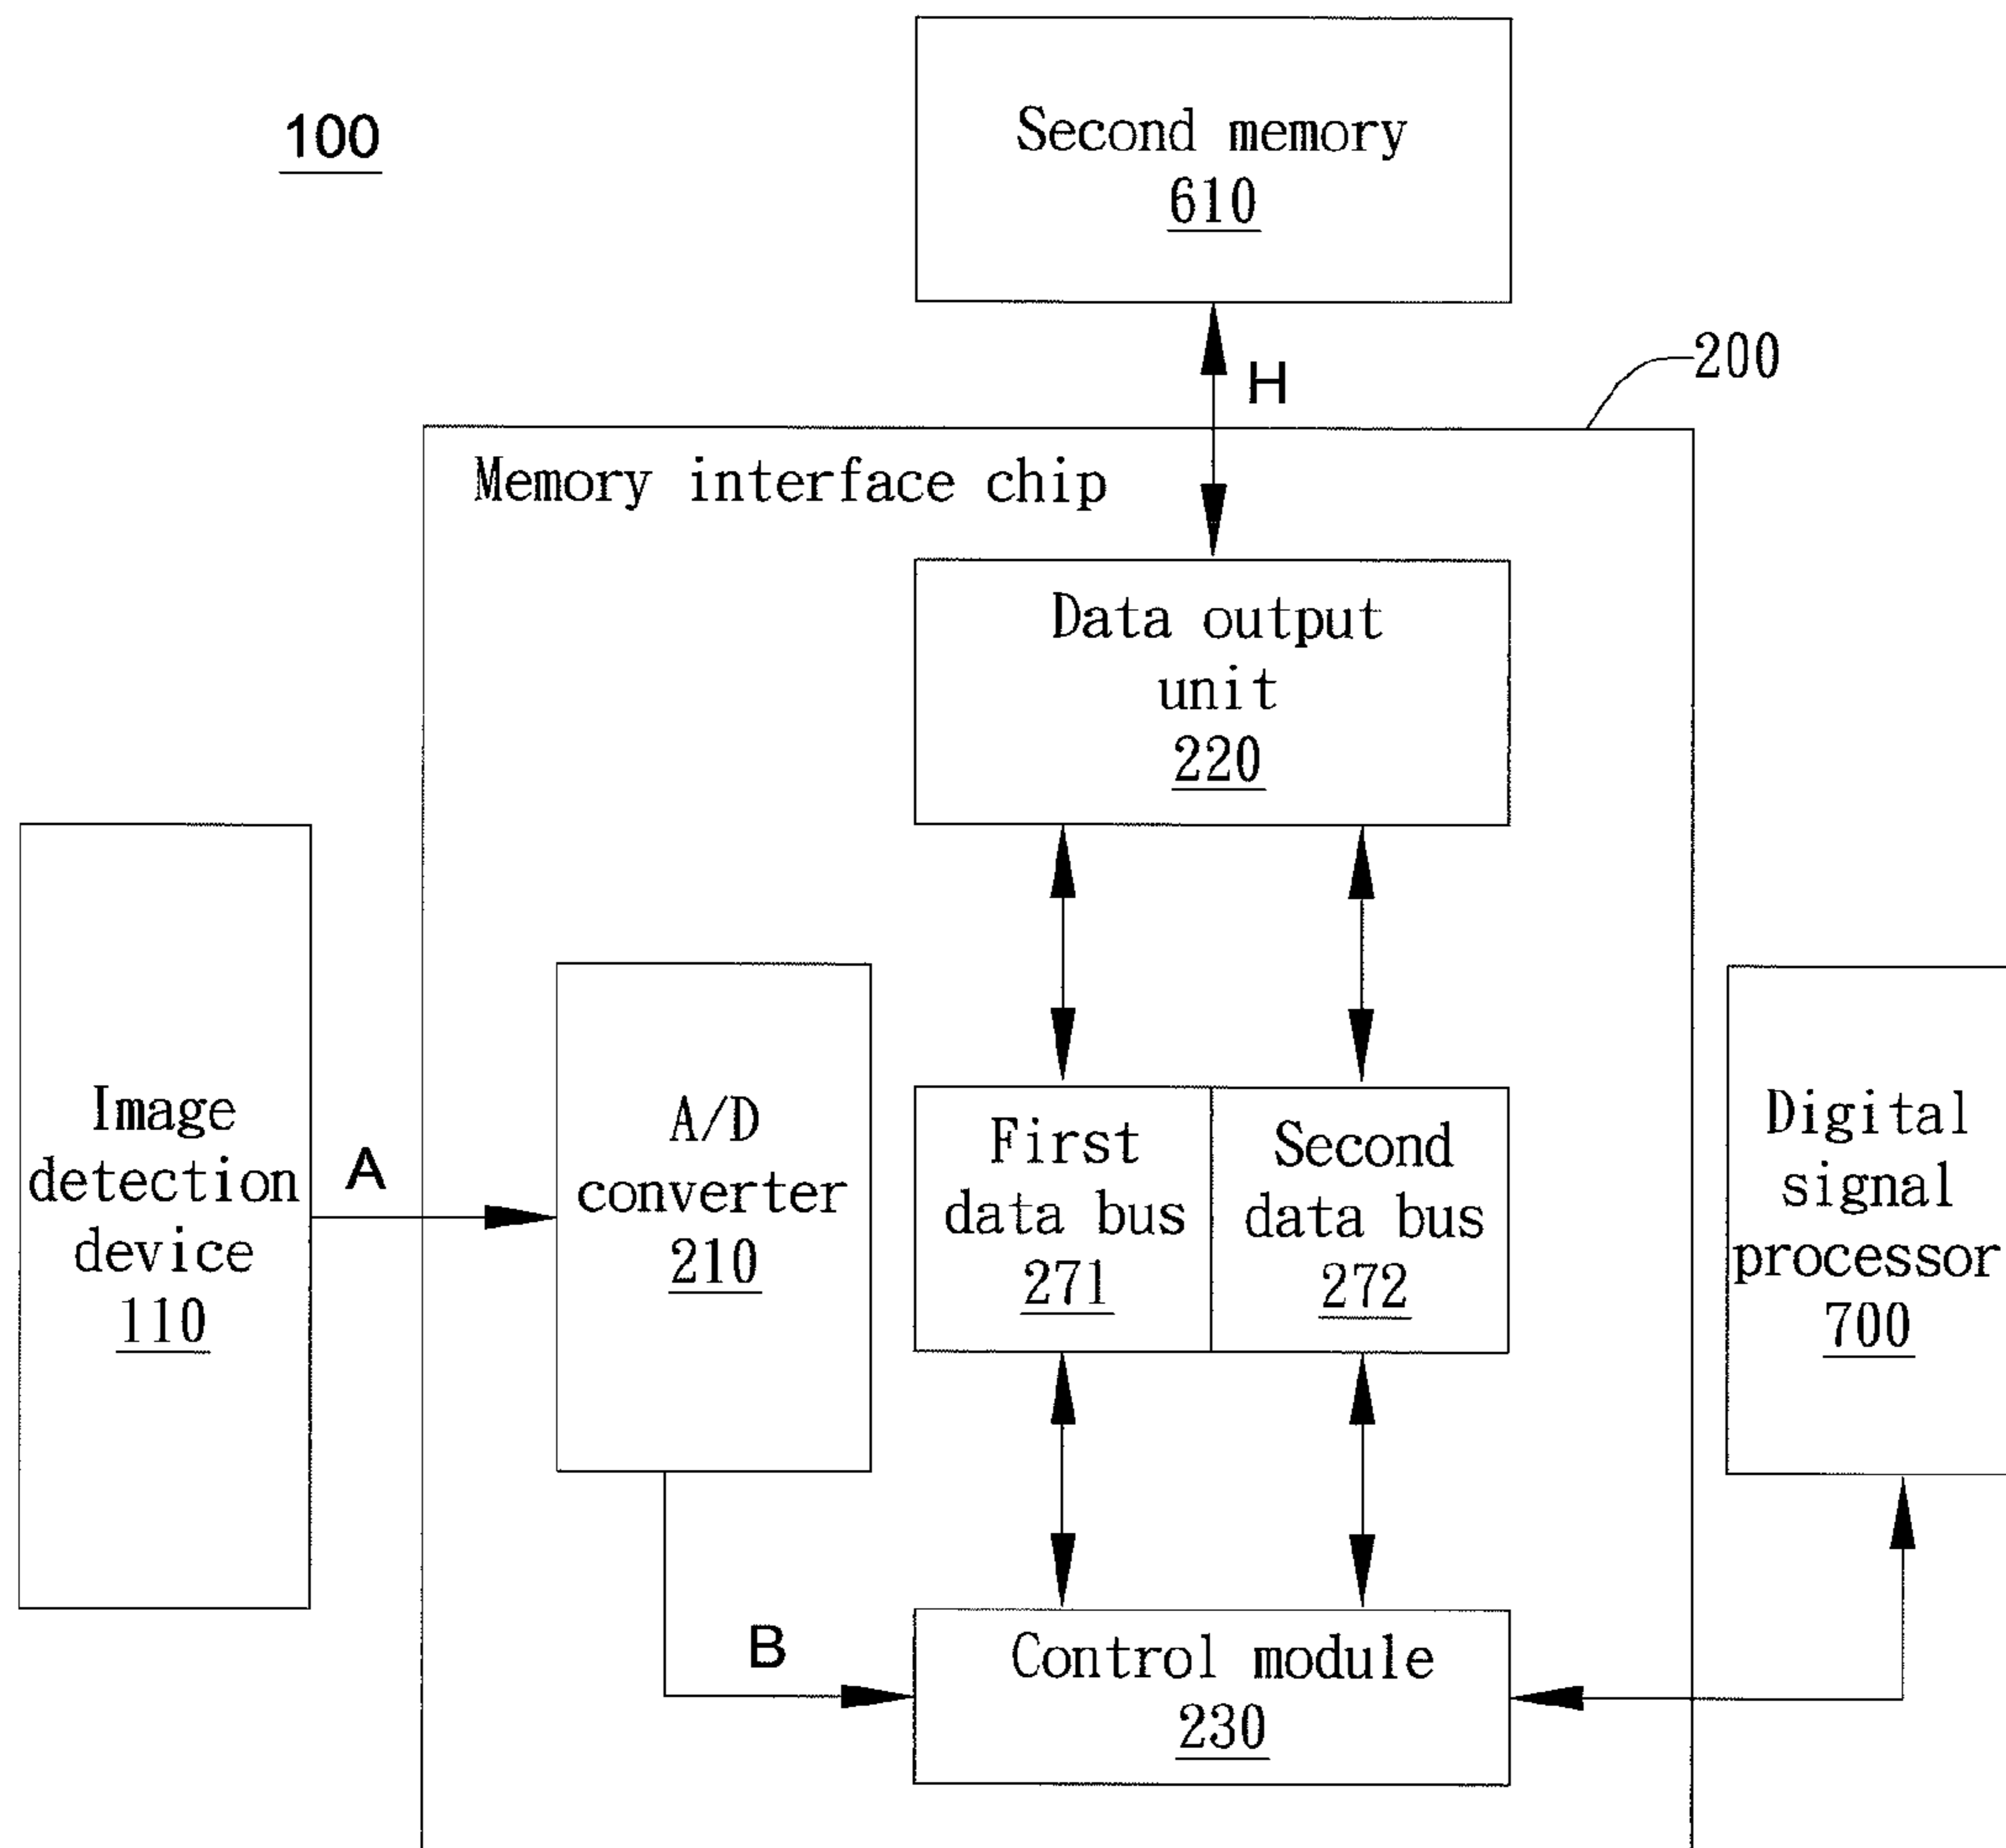 100
Second memory
610
H
200
Memory interface chip
Data output
unit
220
Image
detection
device
110
A
A/D
converter
210
First
data bus
271
Second
data bus
272
Digital
signal
processor
700
B
Control module
230